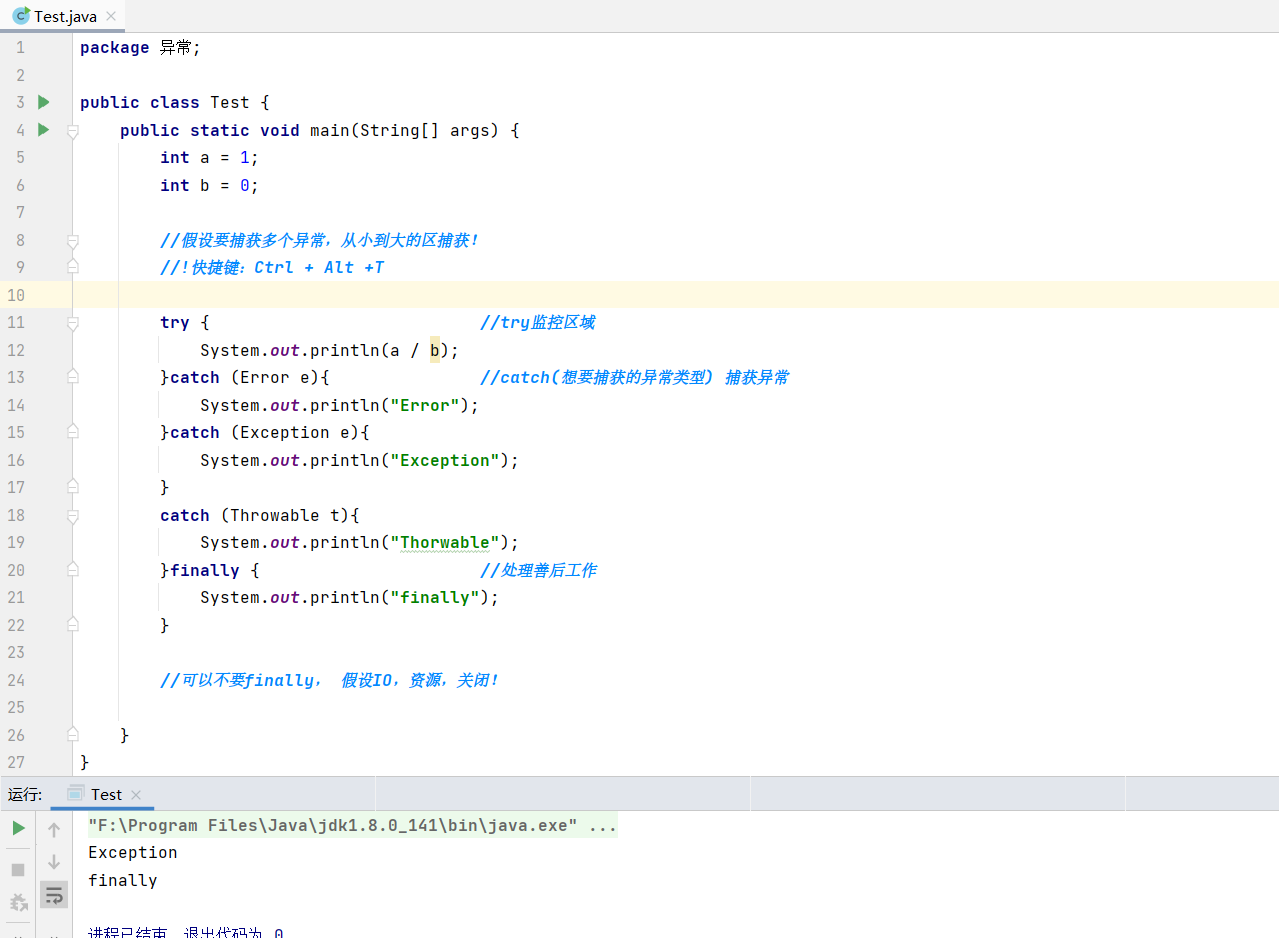 Test.java
1 package 异常;
2
3 public class Test {
4 public static void main(String[] args) {
5 int a = 1;
6 int b = 0;
7
8 //假设要捕获多个异常，从小到大的区捕获！
9 //！快捷键：Ctrl + Alt +T
10
11 try { //try监控区域
12 System.out.println(a / b);
13 }catch (Error e){ //catch(想要捕获的异常类型) 捕获异常
14 System.out.println("Error");
15 }catch (Exception e){
16 System.out.println("Exception");
17 }
18 catch (Throwable t){
19 System.out.println("Thorwable");
20 }finally { //处理善后工作
21 System.out.println("finally");
22 }
23
24 //可以不要finally， 假设IO，资源，关闭！
25
26 }
27 }
运行: Test
"F:\Program Files\Java\jdk1.8.0_141\bin\java.exe" ...
Exception
finally
进程已结束，退出代码为 0